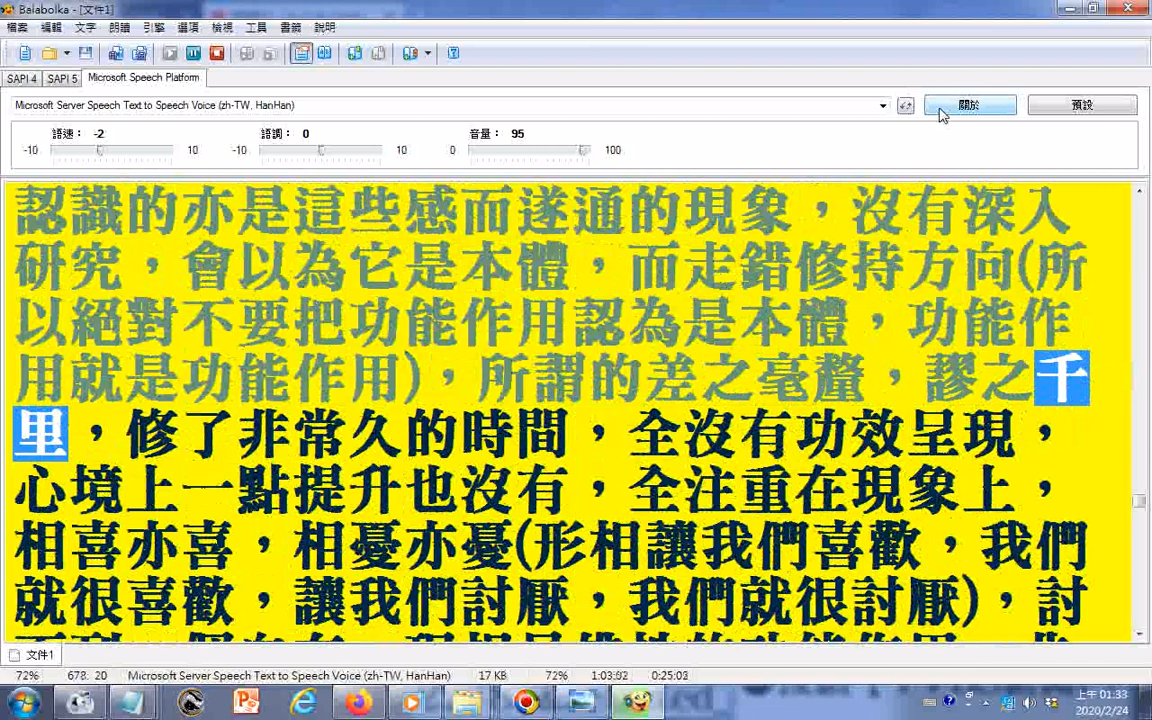 Balabolka - [文件1]
檔案 編輯 文字 朗讀 引擎 選項 檢視 工具 書籤 說明
SAPI 4 SAPI 5 Microsoft Speech Platform
Microsoft Server Speech Text to Speech Voice (zh-TW, HanHan) 關於 預設
語速： -2 語調： 0 音量： 95
-10 10 -10 10 0 100
認識的亦是這些感而遂通的現象，沒有深入
研究，會以為它是本體，而走錯修持方向(所
以絕對不要把功能作用認為是本體，功能作
用就是功能作用)，所謂的差之毫釐，謬之千
里，修了非常久的時間，全沒有功效呈現，
心境上一點提升也沒有，全注重在現象上，
相喜亦喜，相憂亦憂(形相讓我們喜歡，我們
就很喜歡，讓我們討厭，我們就很討厭)，討
文件1
72% 678: 20 Microsoft Server Speech Text to Speech Voice (zh-TW, HanHan) 17 KB 72% 0:25:02
上午 01:33
2020/2/24